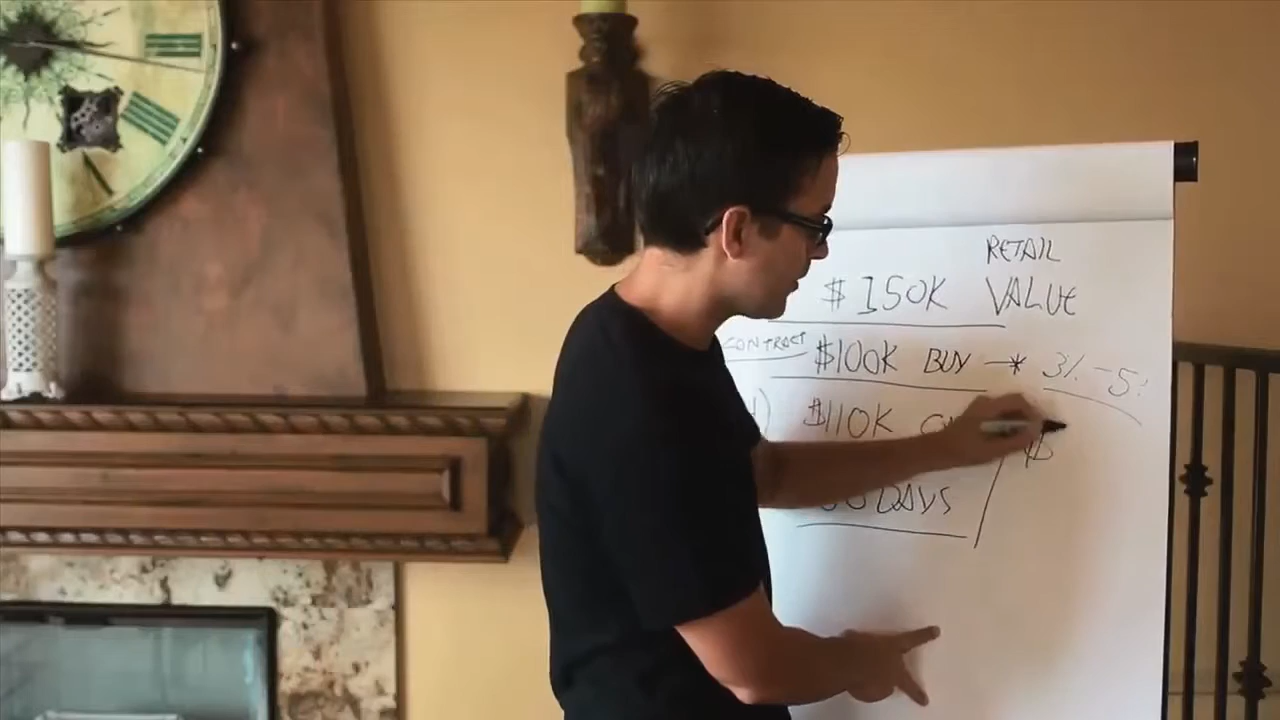 RETAIL
$150K VALUE
CONTRACT $100K BUY → * 3% - 5%
$110K
DAYS
$